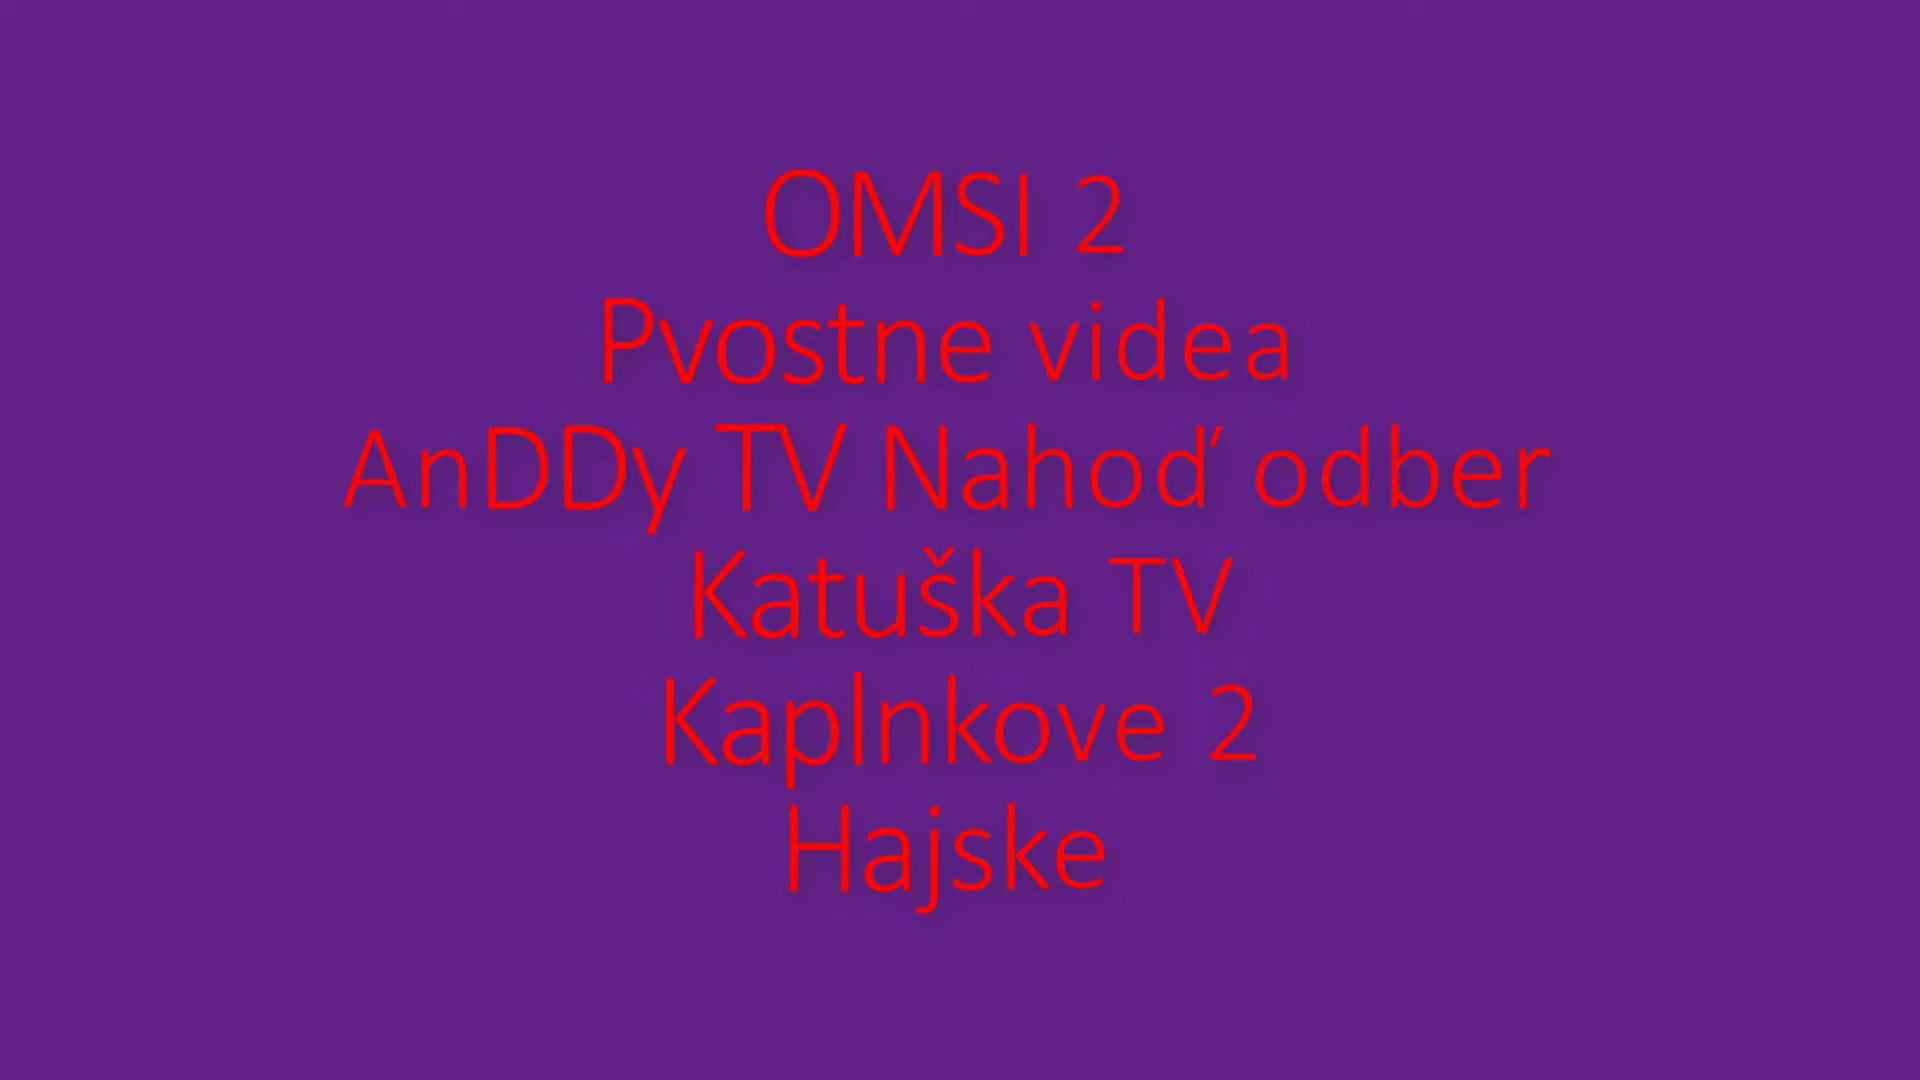 OMSI 2
Pvostne videa
AnDDy TV Nahoď odber
Katuška TV
Kaplnkove 2
Hajske